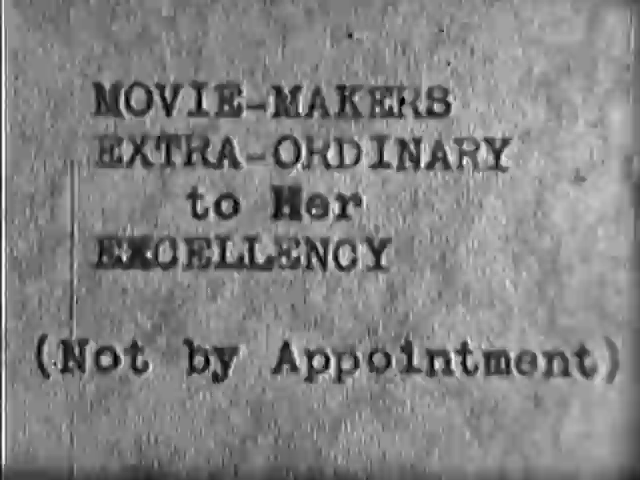 MOVIE-MAKERS
EXTRA-ORDINARY
to Her
EXCELLENCY
(Not by Appointment)